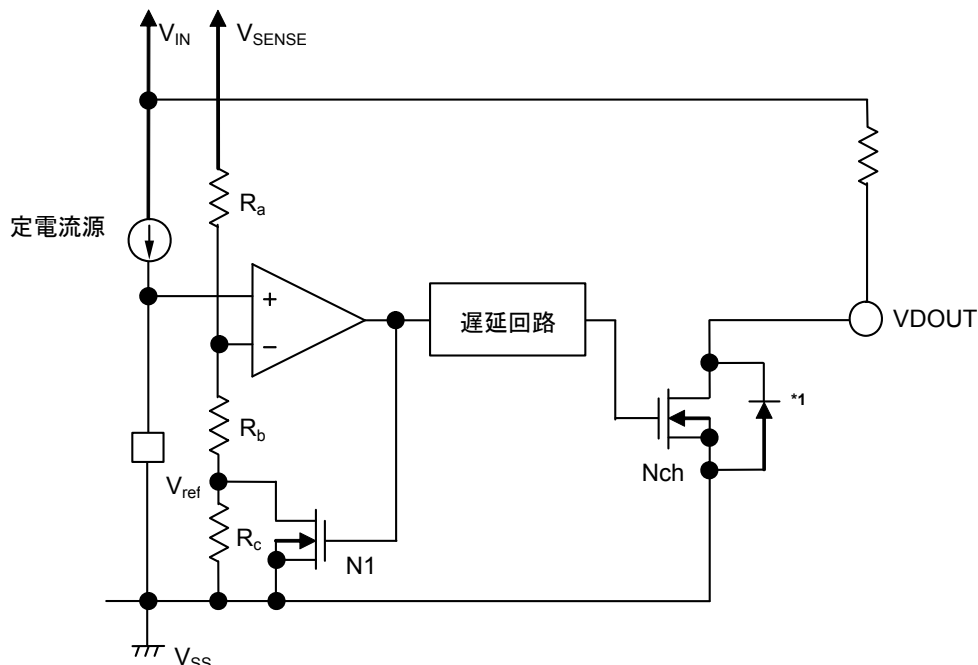 VIN
VSENSE
Ra
定電流源
+
−
遅延回路
VDOUT
*1
Rb
Nch
Vref
Rc
N1
VSS